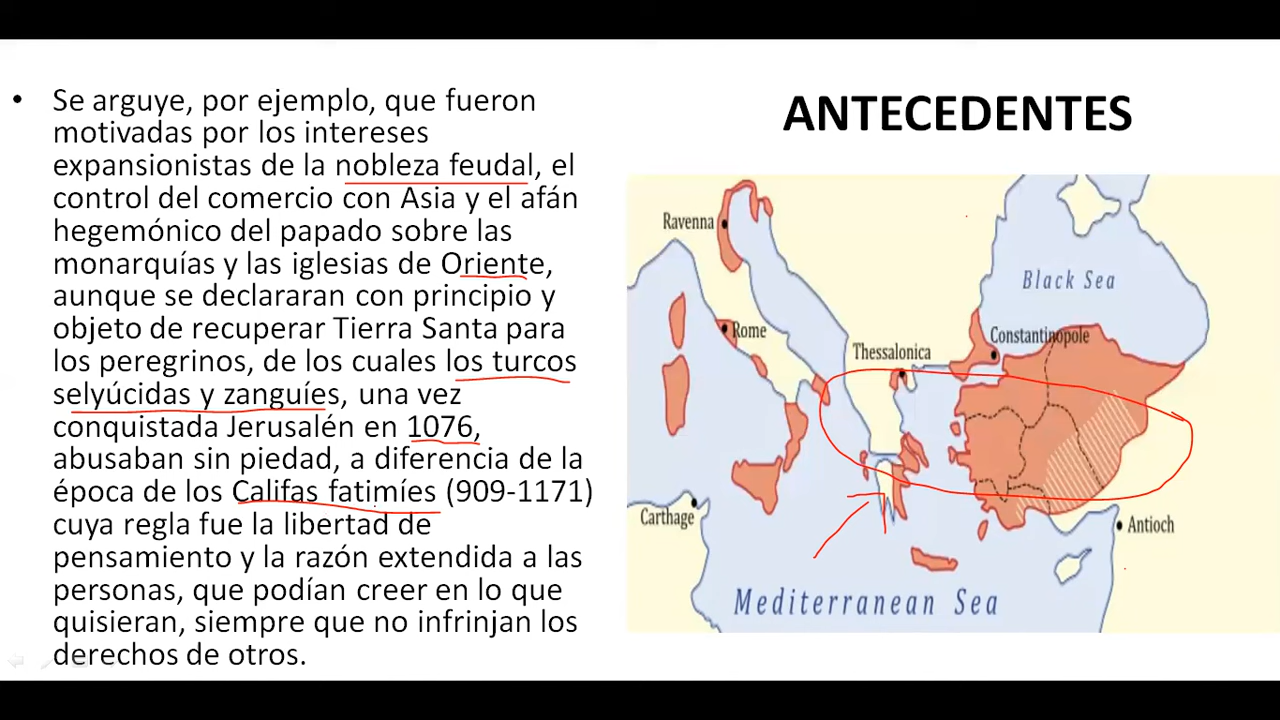 • Se arguye, por ejemplo, que fueron
motivadas por los intereses
expansionistas de la nobleza feudal, el
control del comercio con Asia y el afán
hegemónico del papado sobre las
monarquías y las iglesias de Oriente,
aunque se declararan con principio y
objeto de recuperar Tierra Santa para
los peregrinos, de los cuales los turcos
selyúcidas y zanguíes, una vez
conquistada Jerusalén en 1076,
abusaban sin piedad, a diferencia de la
época de los Califas fatimíes (909-1171)
cuya regla fue la libertad de
pensamiento y la razón extendida a las
personas, que podían creer en lo que
quisieran, siempre que no infrinjan los
derechos de otros.
ANTECEDENTES
Ravenna
Black Sea
Rome
Constantinople
Thessalonica
Carthage
Antioch
Mediterranean Sea